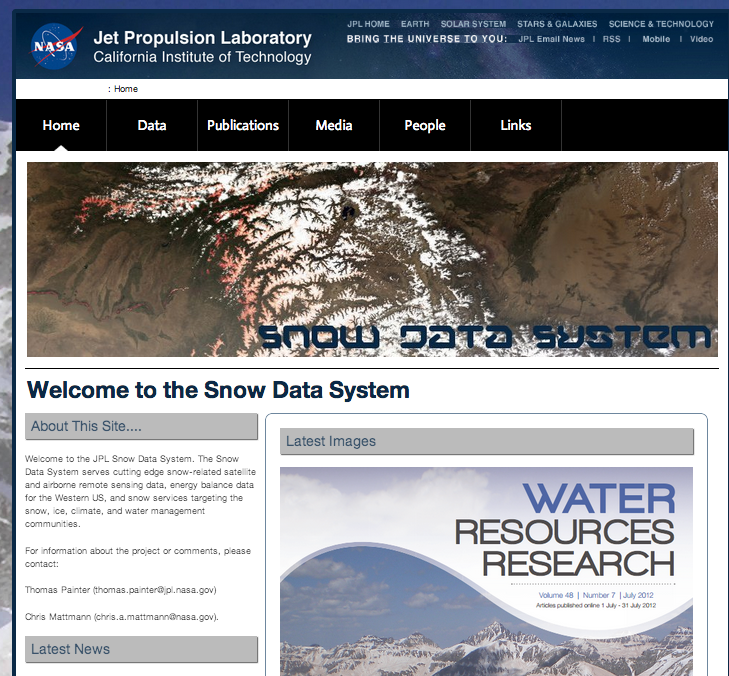 NASA
Jet Propulsion Laboratory
California Institute of Technology
JPL HOME EARTH SOLAR SYSTEM STARS & GALAXIES SCIENCE & TECHNOLOGY
BRING THE UNIVERSE TO YOU: JPL Email News | RSS | Mobile | Video
: Home
Home Data Publications Media People Links
SNOW DATA SYSTEM
Welcome to the Snow Data System
About This Site....
Welcome to the JPL Snow Data System. The Snow
Data System serves cutting edge snow-related satellite
and airborne remote sensing data, energy balance data
for the Western US, and snow services targeting the
snow, ice, climate, and water management
communities.
For information about the project or comments, please
contact:
Thomas Painter (thomas.painter@jpl.nasa.gov)
Chris Mattmann (chris.a.mattmann@nasa.gov).
Latest News
Latest Images
WATER
RESOURCES
RESEARCH
Volume 48 | Number 7 | July 2012
Articles published online 1 July - 31 July 2012